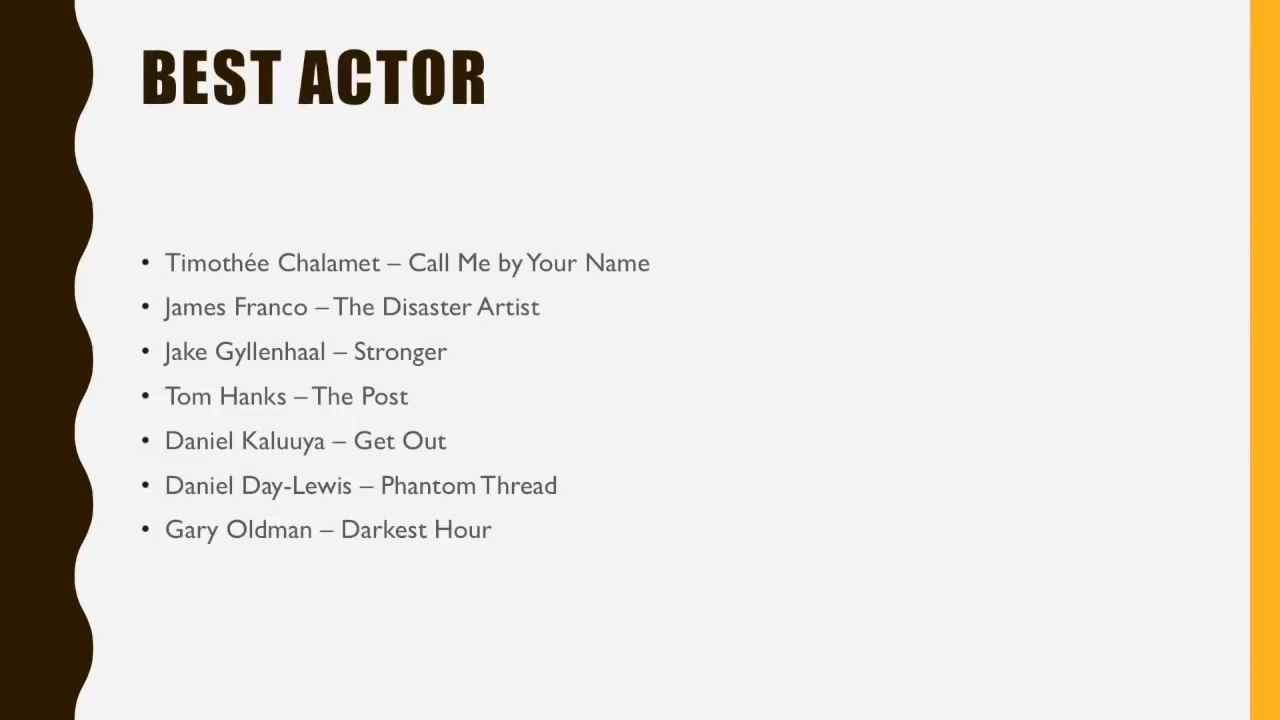 BEST ACTOR
• Timothée Chalamet – Call Me by Your Name
• James Franco – The Disaster Artist
• Jake Gyllenhaal – Stronger
• Tom Hanks – The Post
• Daniel Kaluuya – Get Out
• Daniel Day-Lewis – Phantom Thread
• Gary Oldman – Darkest Hour